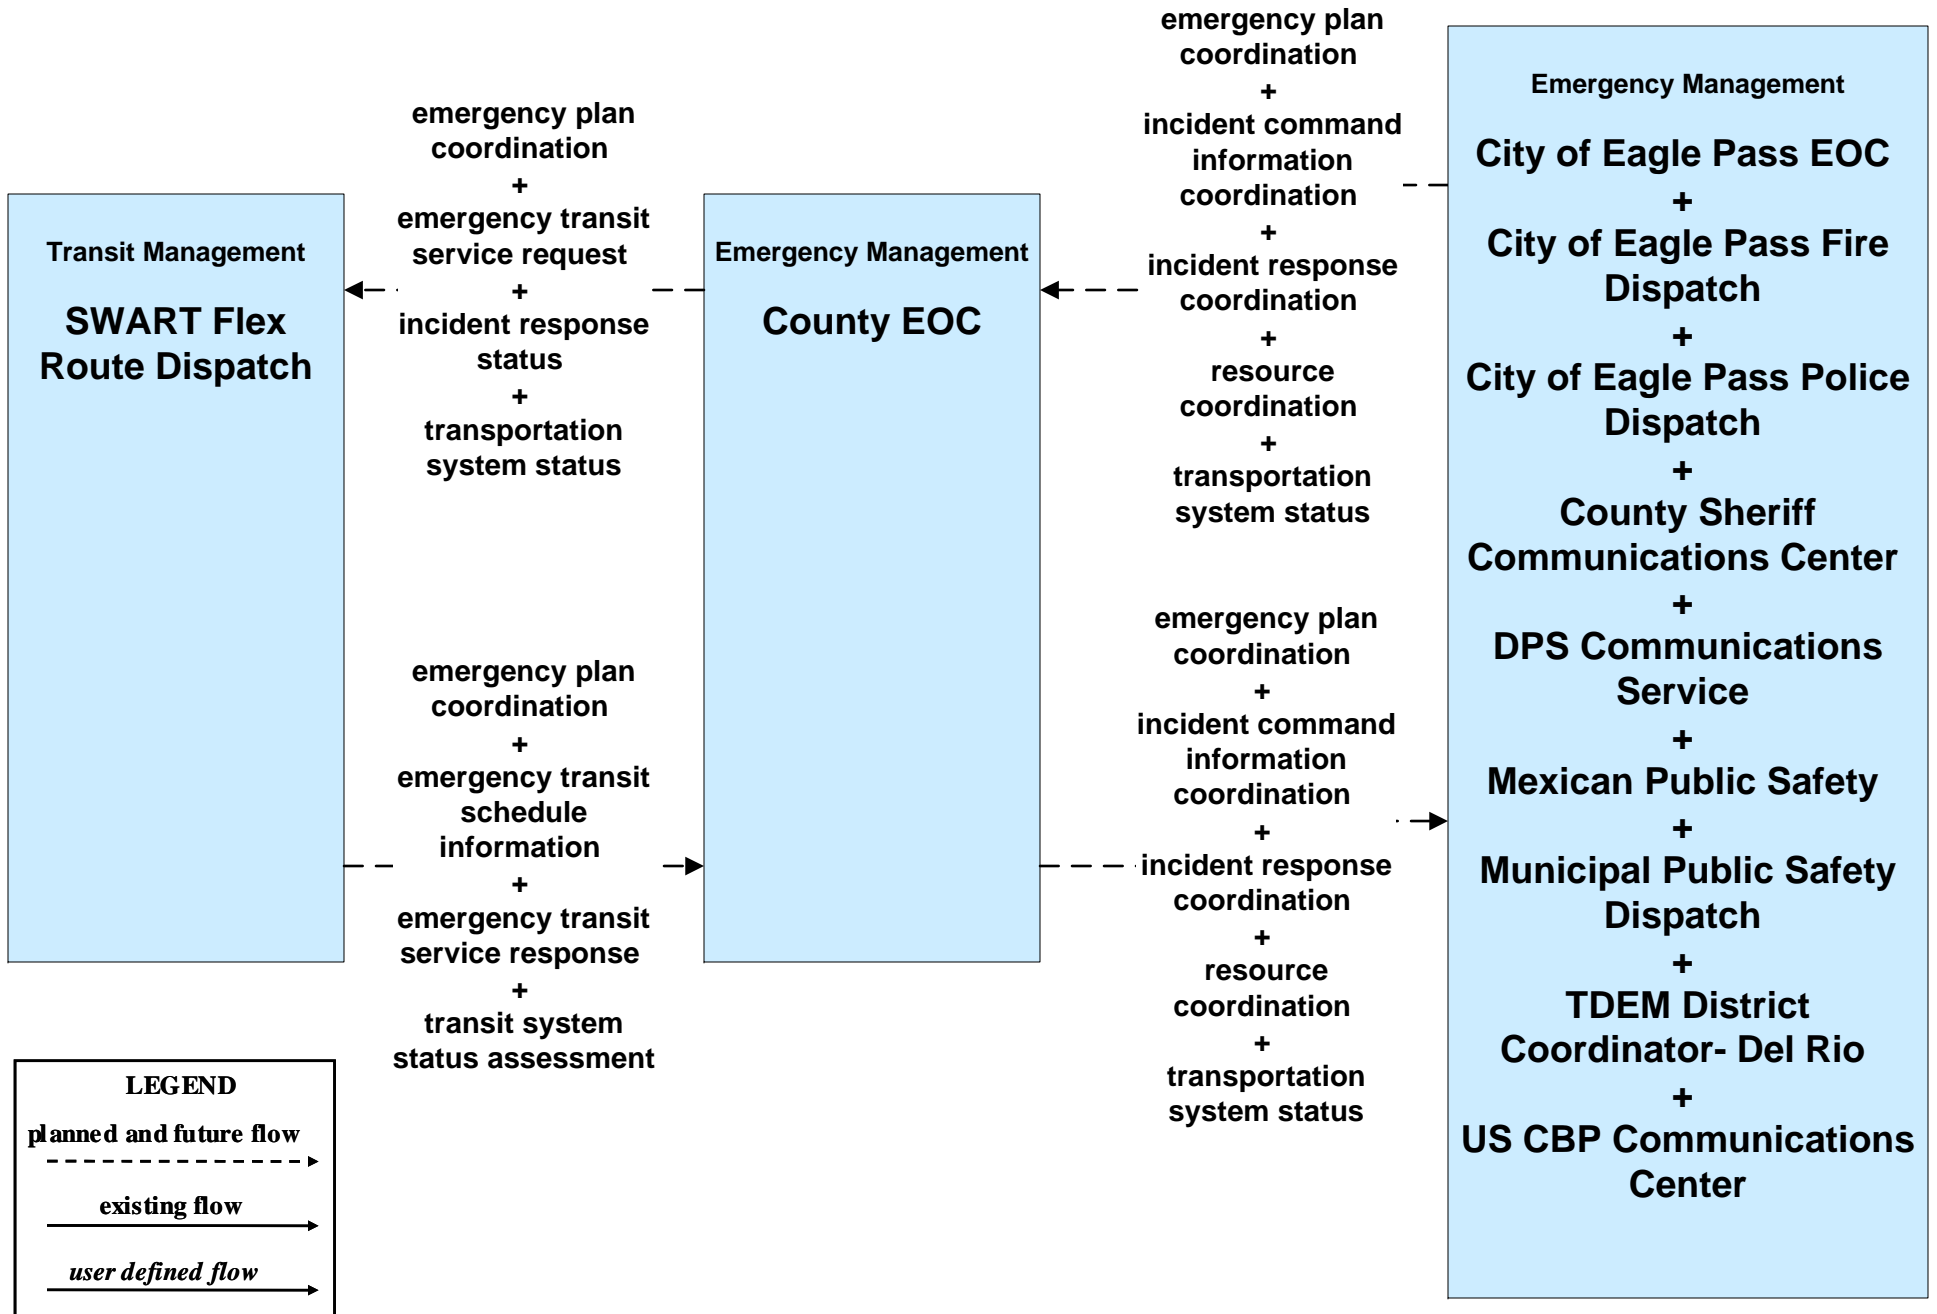 Transit Management
SWART Flex
Route Dispatch
emergency plan
coordination
+
emergency transit
service request
+
incident response
status
+
transportation
system status
emergency plan
coordination
+
emergency transit
schedule
information
+
emergency transit
service response
+
transit system
status assessment
Emergency Management
County EOC
emergency plan
coordination
+
incident command
information
coordination
+
incident response
coordination
+
resource
coordination
+
transportation
system status
emergency plan
coordination
+
incident command
information
coordination
+
incident response
coordination
+
resource
coordination
+
transportation
system status
Emergency Management
City of Eagle Pass EOC
+
City of Eagle Pass Fire
Dispatch
+
City of Eagle Pass Police
Dispatch
+
County Sheriff
Communications Center
+
DPS Communications
Service
+
Mexican Public Safety
+
Municipal Public Safety
Dispatch
+
TDEM District
Coordinator- Del Rio
+
US CBP Communications
Center
LEGEND
planned and future flow
existing flow
user defined flow